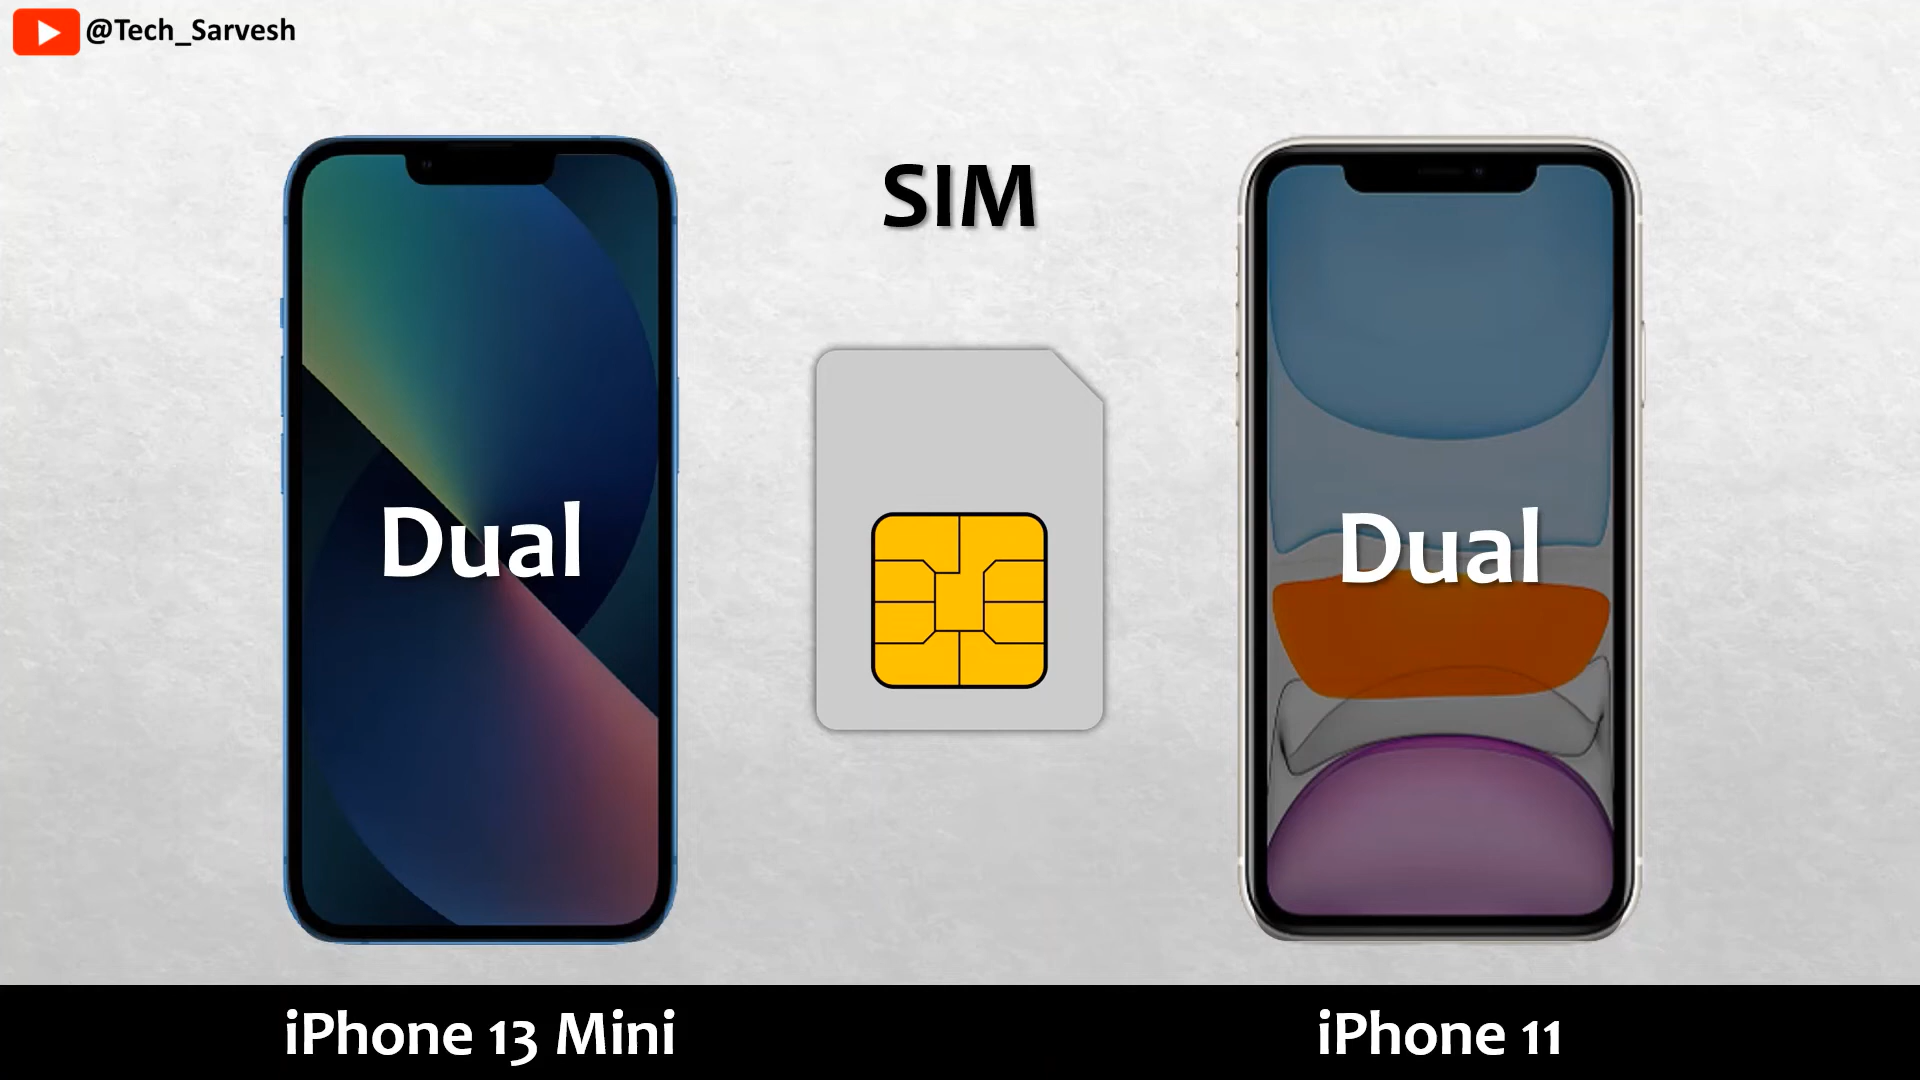 @Tech_Sarvesh
SIM
Dual
Dual
iPhone 13 Mini
iPhone 11